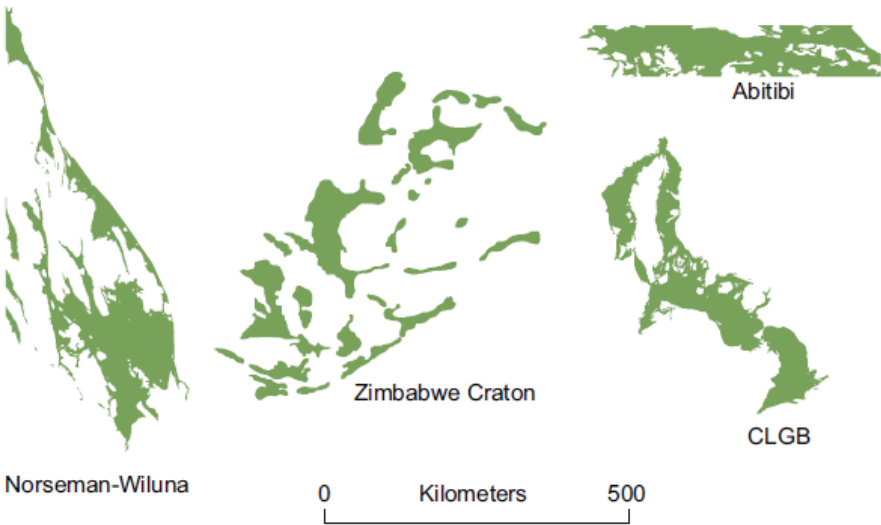 Abitibi
Zimbabwe Craton
CLGB
Norseman-Wiluna
0 Kilometers 500